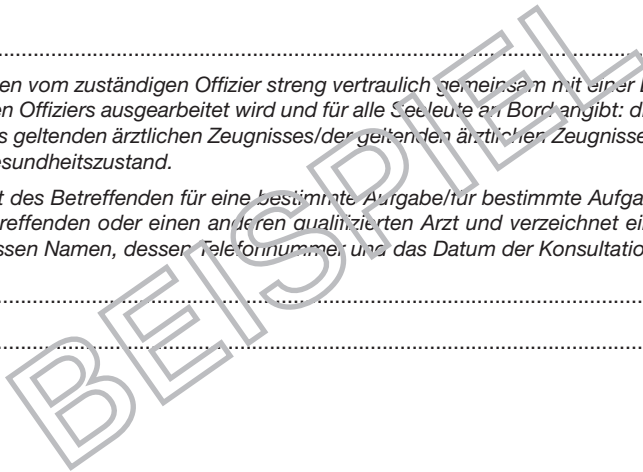 ...en vom zuständigen Offizier streng vertraulich gemeinsam mit einer
en Offiziers ausgearbeitet wird und für alle Seeleute an Bord angibt: d
s geltenden ärztlichen Zeugnisses/der geltenden ärztlichen Zeugnisse
esundheitszustand.
t des Betreffenden für eine bestimmte Aufgabe/für bestimmte Aufga
treffenden oder einen anderen qualifizierten Arzt und verzeichnet ei
ssen Namen, dessen Telefonnummer und das Datum der Konsultatio
BEISPIEL